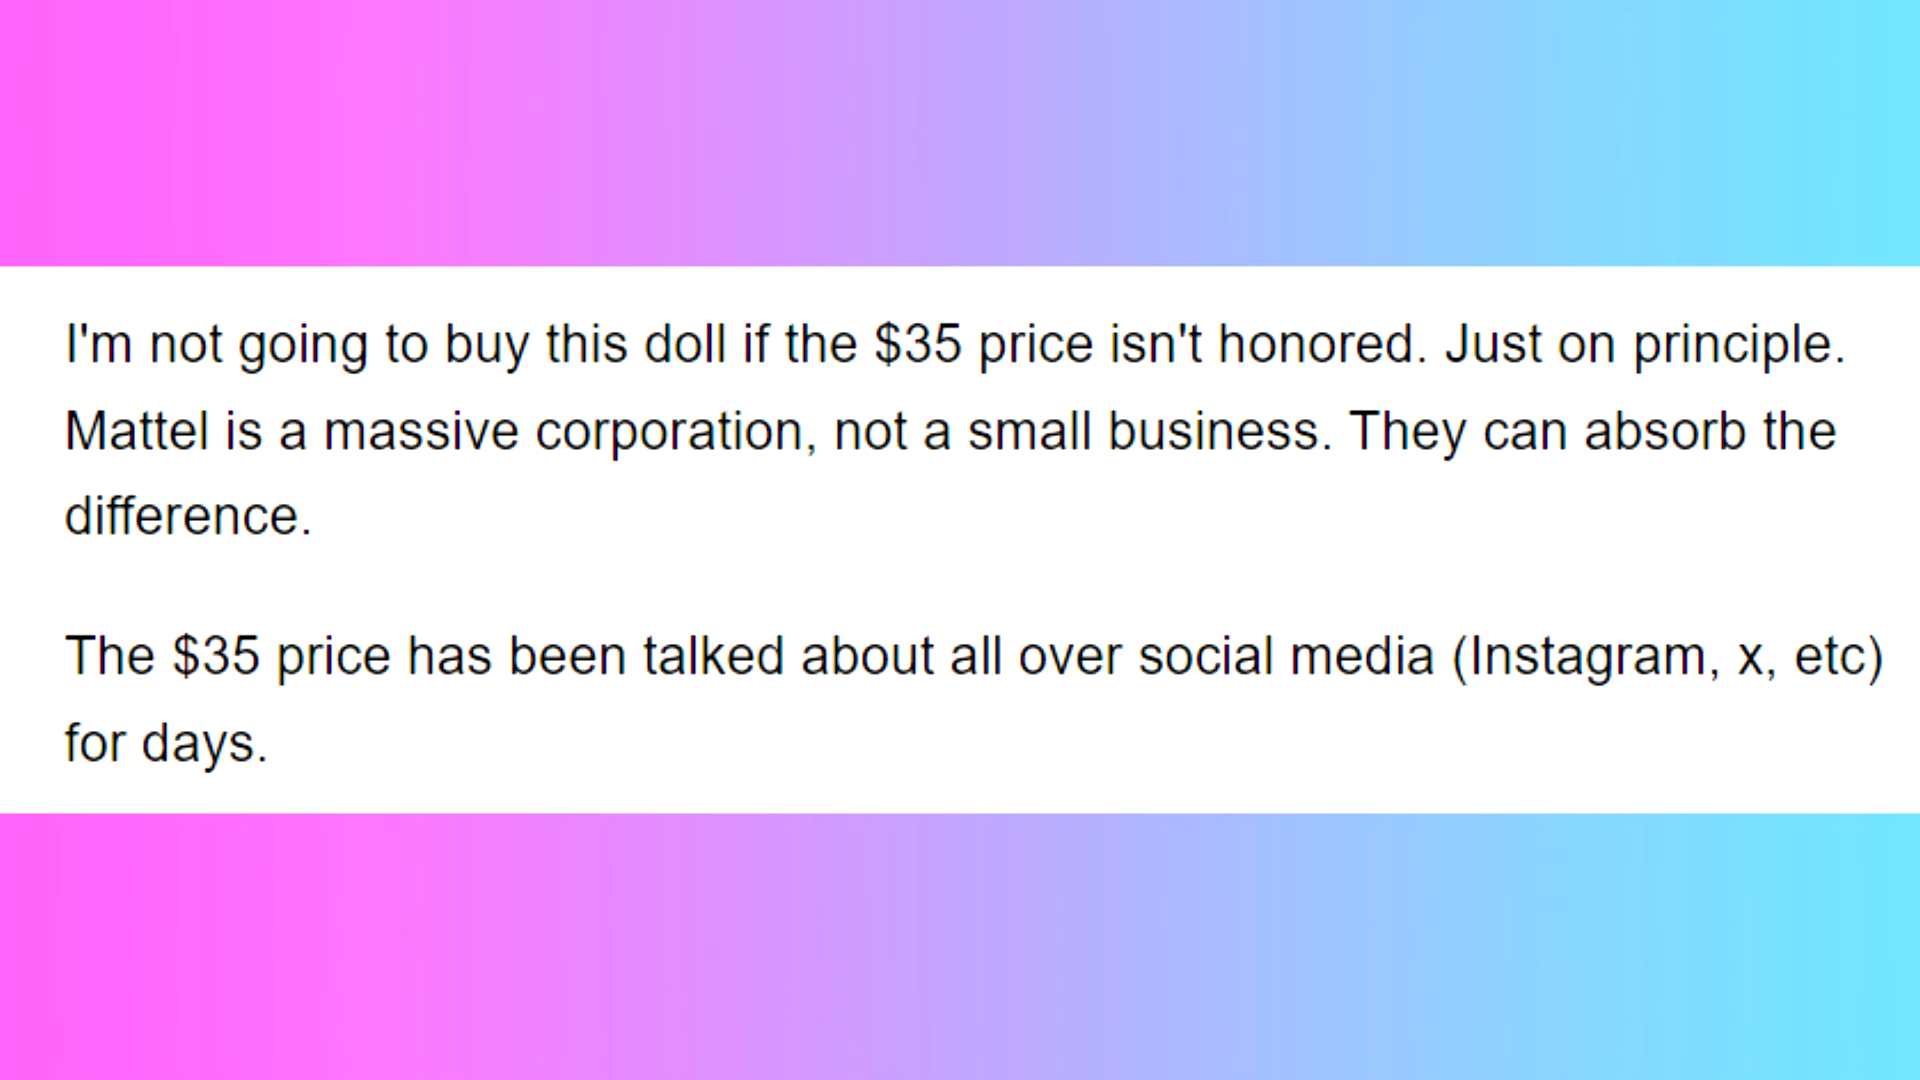 I'm not going to buy this doll if the $35 price isn't honored. Just on principle.
Mattel is a massive corporation, not a small business. They can absorb the
difference.
The $35 price has been talked about all over social media (Instagram, x, etc)
for days.